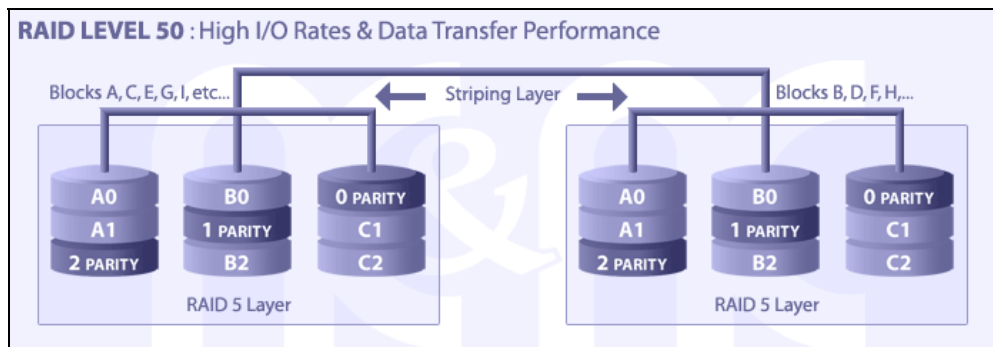 RAID LEVEL 50 : High I/O Rates & Data Transfer Performance
Blocks A, C, E, G, I, etc...
Striping Layer
Blocks B, D, F, H,...
A0
B0
0 PARITY
A1
1 PARITY
C1
2 PARITY
B2
C2
RAID 5 Layer
A0
B0
0 PARITY
A1
1 PARITY
C1
2 PARITY
B2
C2
RAID 5 Layer